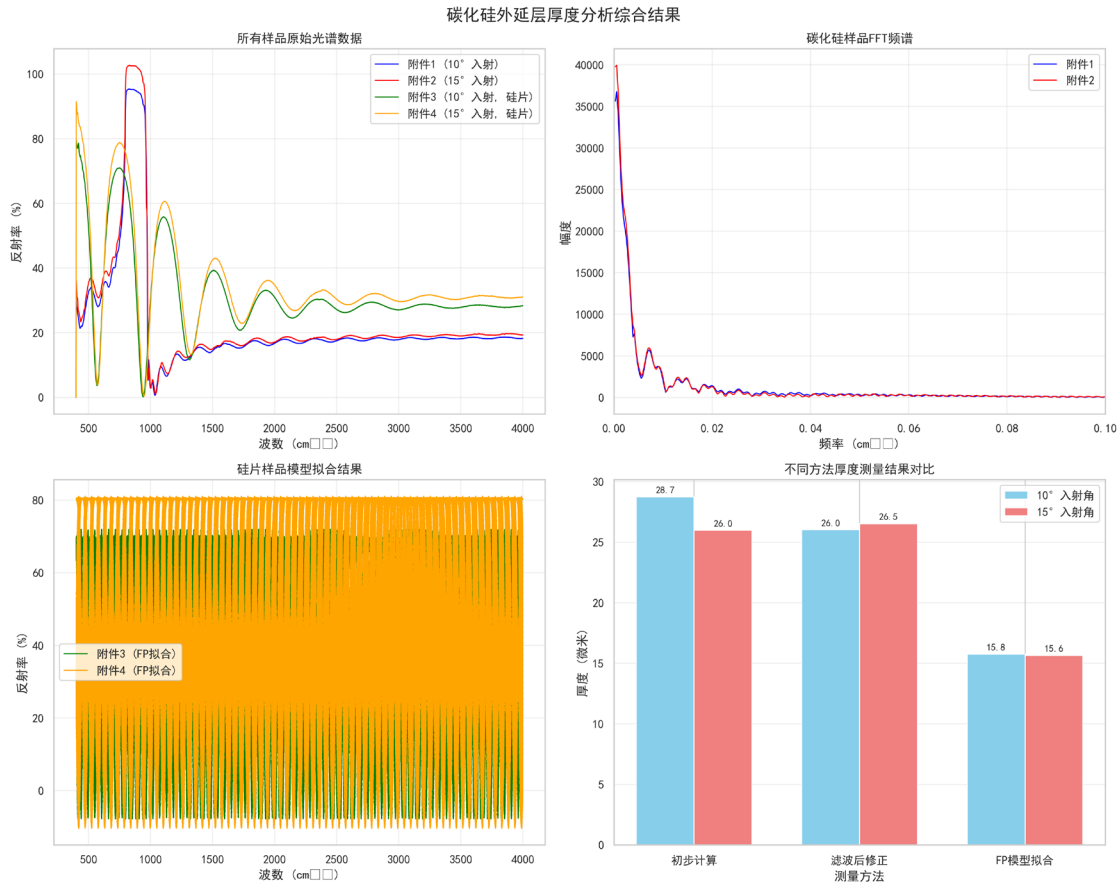 碳化硅外延层厚度分析综合结果
所有样品原始光谱数据
反射率 (%)
100
80
60
40
20
0
附件1 (10° 入射)
附件2 (15° 入射)
附件3 (10° 入射, 硅片)
附件4 (15° 入射, 硅片)
500 1000 1500 2000 2500 3000 3500 4000
波数 (cm□□)
碳化硅样品FFT频谱
幅度
40000
35000
30000
25000
20000
15000
10000
5000
0
附件1
附件2
0.00 0.02 0.04 0.06 0.08 0.10
频率 (cm□□)
硅片样品模型拟合结果
反射率 (%)
80
60
40
20
0
附件3 (FP拟合)
附件4 (FP拟合)
500 1000 1500 2000 2500 3000 3500 4000
波数 (cm□□)
不同方法厚度测量结果对比
厚度 (微米)
30
25
20
15
10
5
0
10° 入射角
15° 入射角
28.7
26.0
26.0
26.5
15.8
15.6
初步计算 滤波后修正 FP模型拟合
测量方法